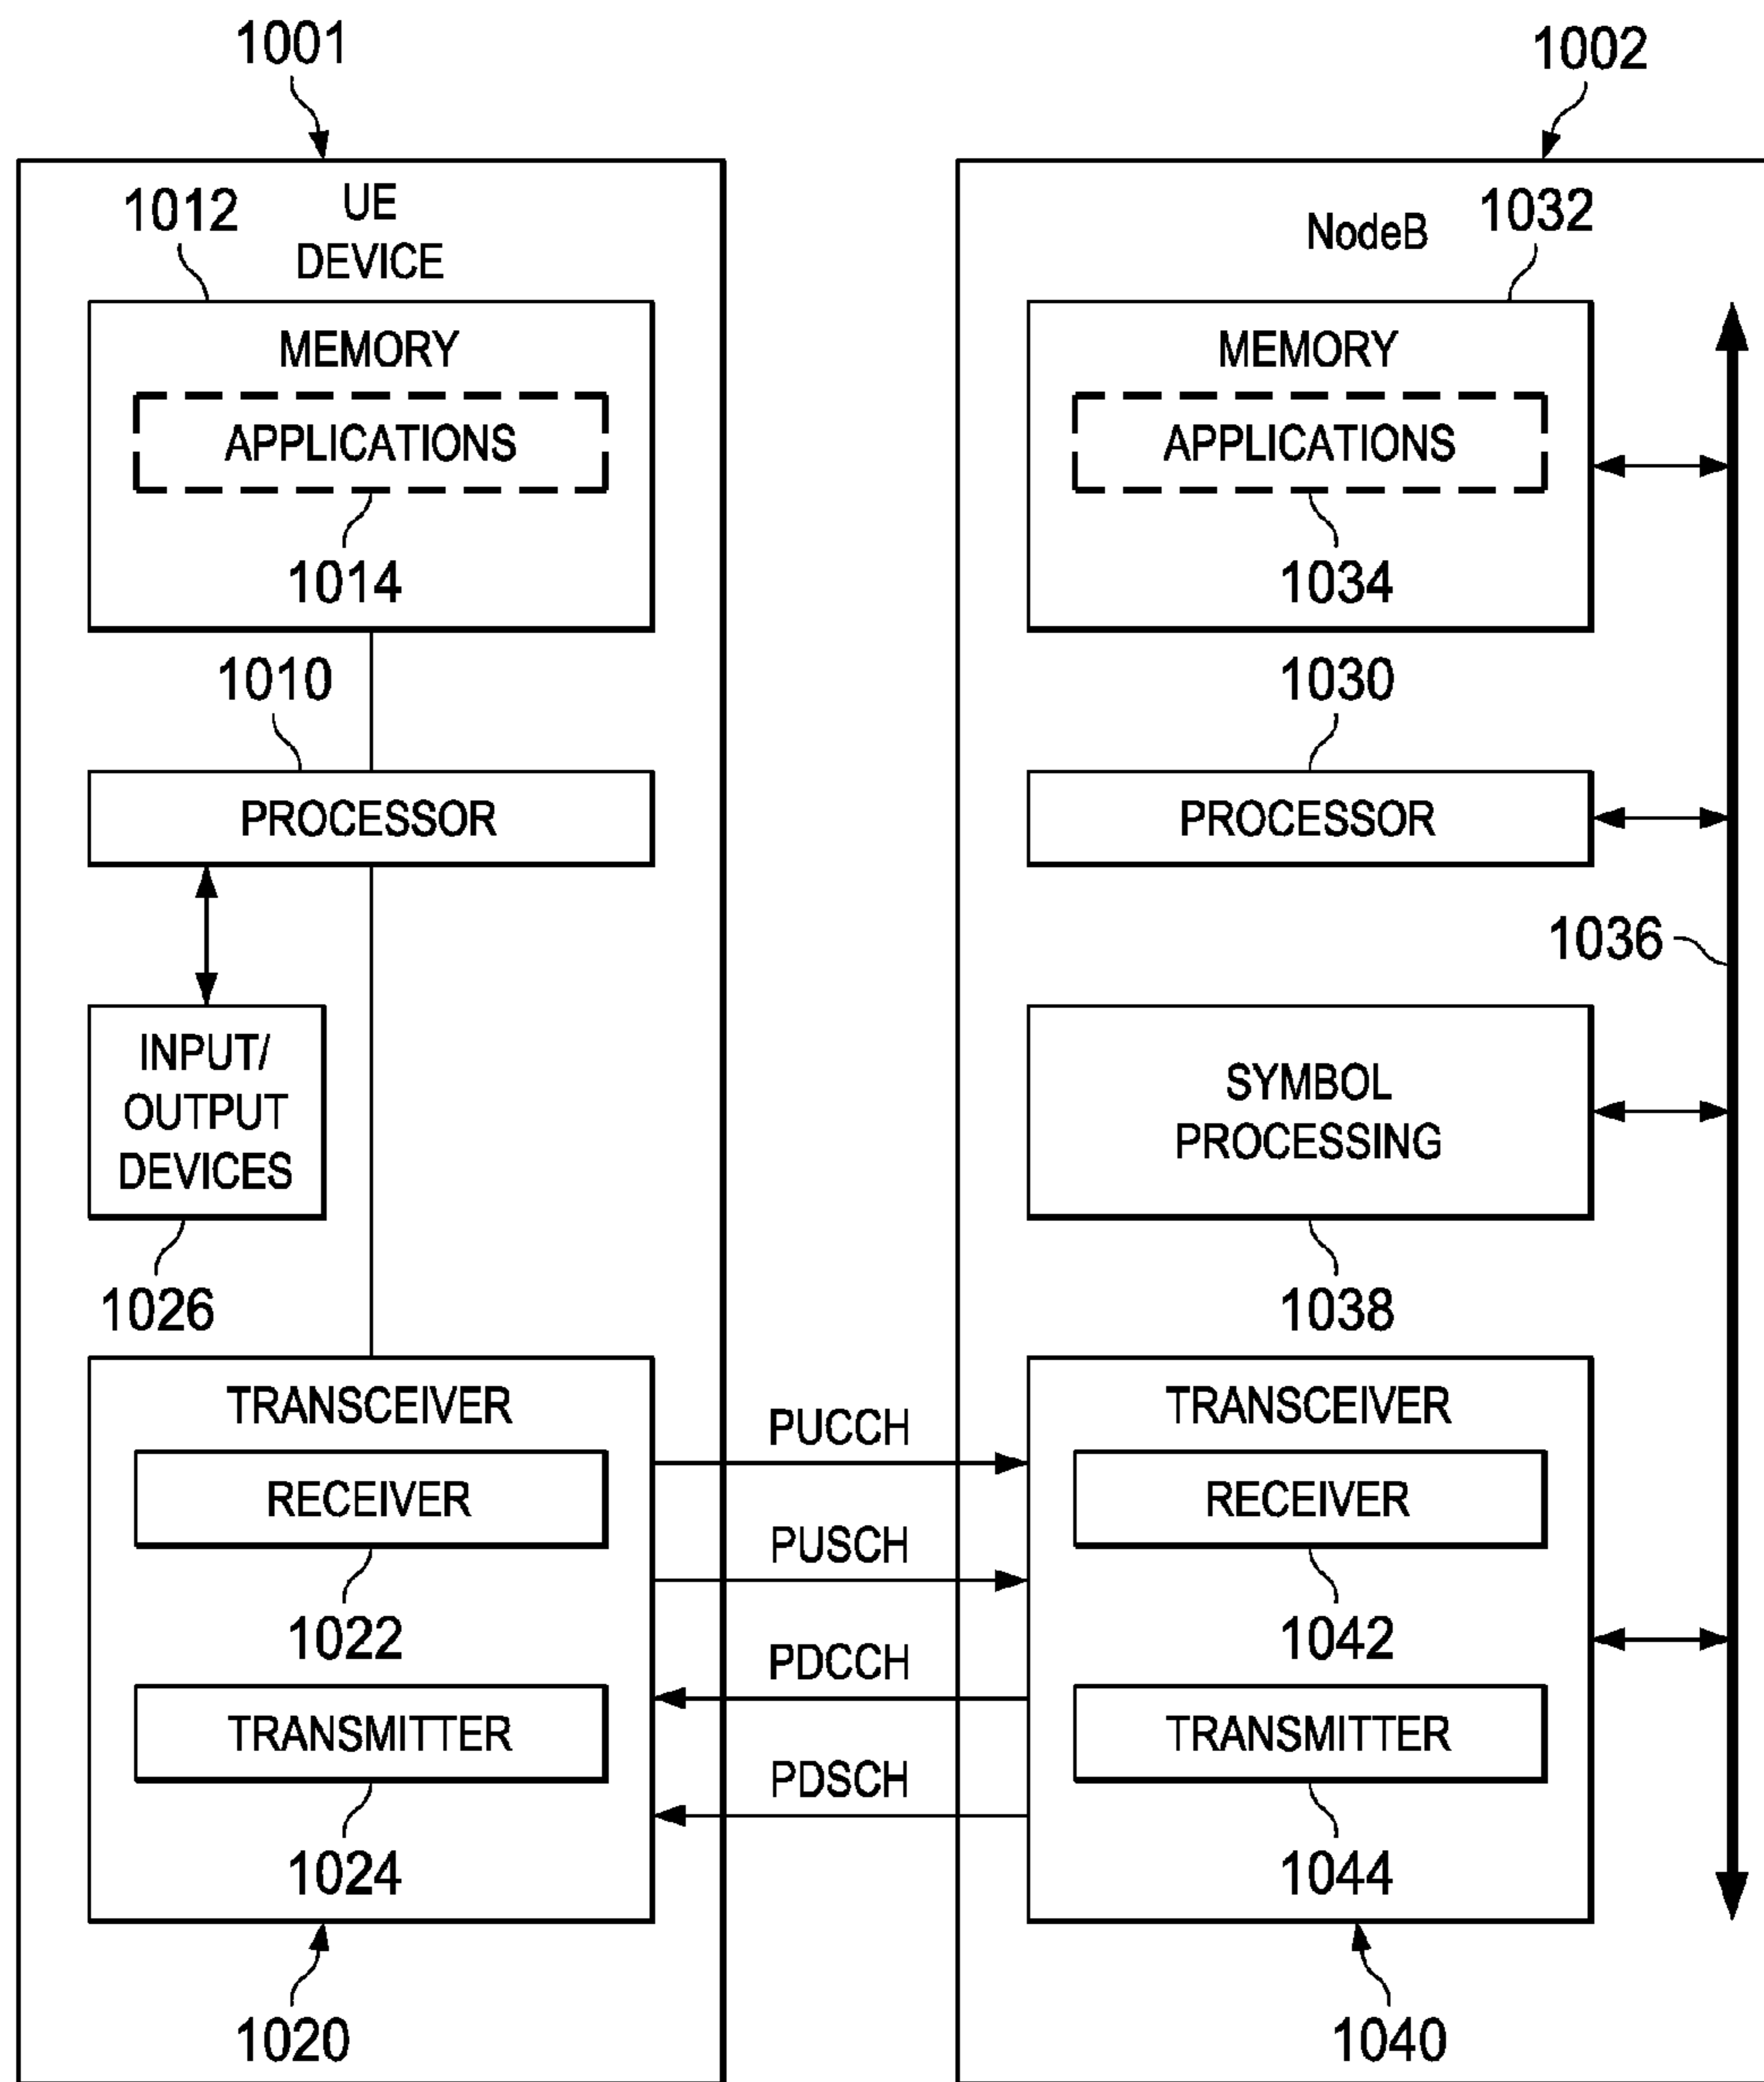 1001
1002
UE
DEVICE
1012
NodeB
1032
MEMORY
APPLICATIONS
1014
MEMORY
APPLICATIONS
1034
1010
PROCESSOR
1030
PROCESSOR
1036
INPUT/
OUTPUT
DEVICES
1026
SYMBOL
PROCESSING
1038
TRANSCEIVER
RECEIVER
1022
TRANSMITTER
1024
1020
PUCCH
PUSCH
PDCCH
PDSCH
TRANSCEIVER
RECEIVER
1042
TRANSMITTER
1044
1040